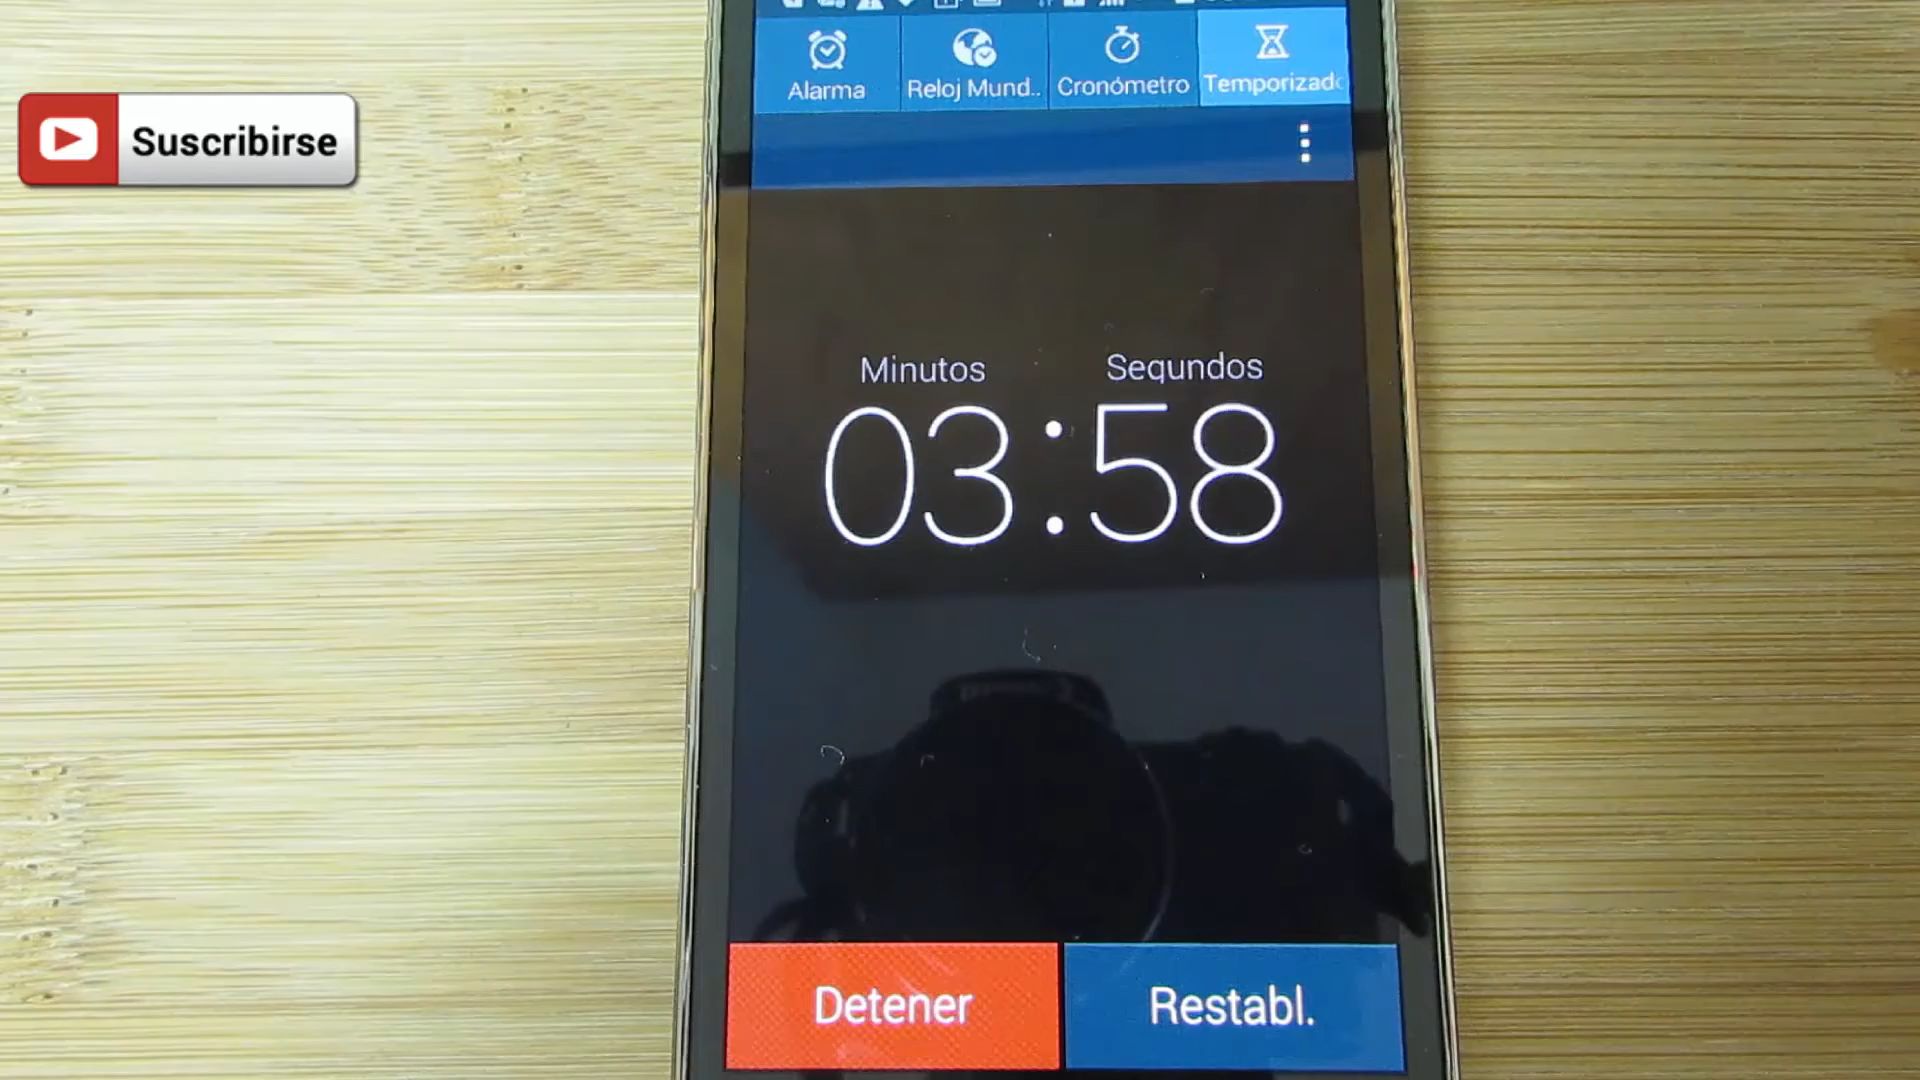 Suscribirse
Alarma
Reloj Mund..
Cronómetro
Temporizado
Minutos
Segundos
03:58
Detener
Restabl.